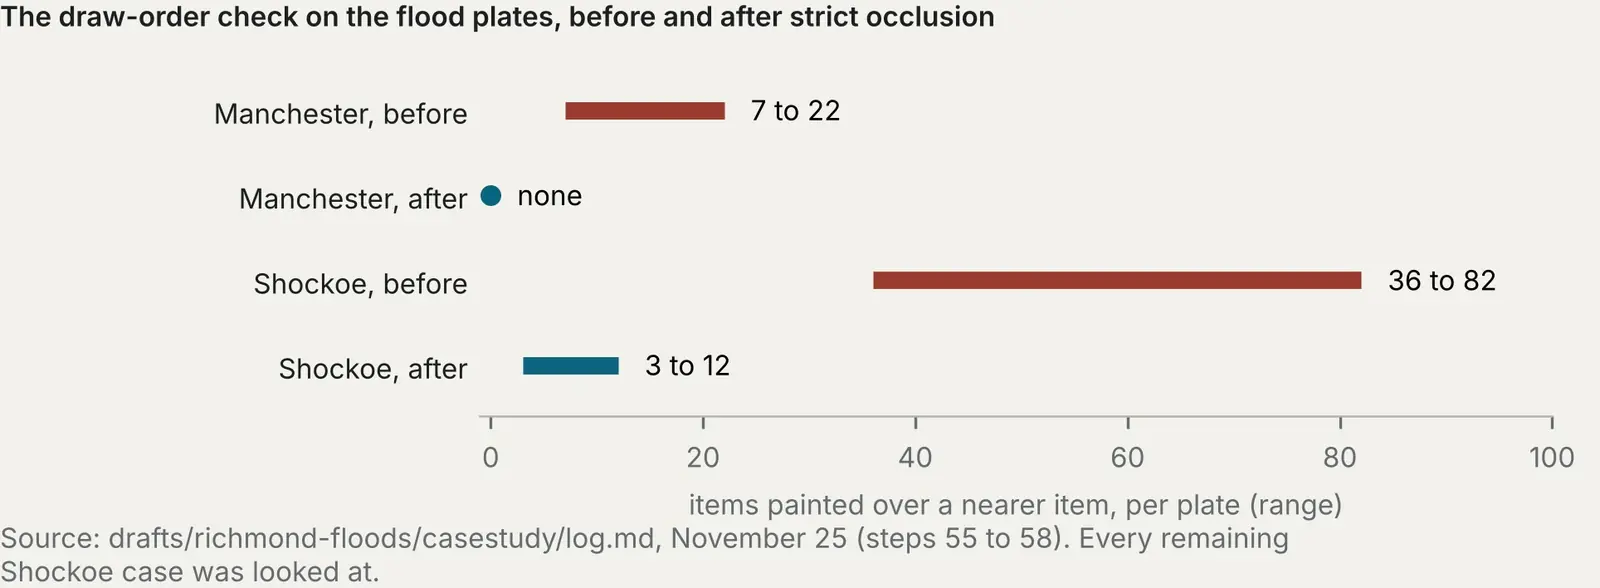 The draw-order check on the flood plates, before and after strict occlusion
Manchester, before 7 to 22
Manchester, after none
Shockoe, before 36 to 82
Shockoe, after 3 to 12
0 20 40 60 80 100
items painted over a nearer item, per plate (range)
Source: drafts/richmond-floods/casestudy/log.md, November 25 (steps 55 to 58). Every remaining
Shockoe case was looked at.